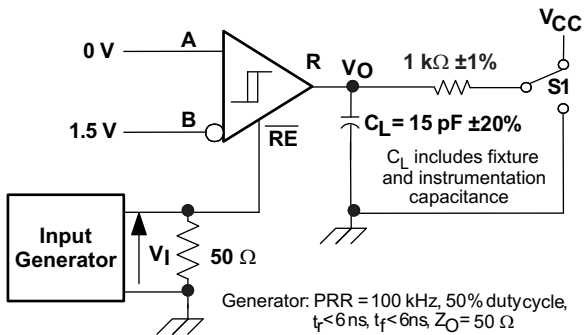 V_CC
0 V
A
R
V_O
1 kΩ ±1%
S1
1.5 V
B
R̅E̅
C_L = 15 pF ±20%
C_L includes fixture
and instrumentation
capacitance
Input
Generator
V_I
50 Ω
Generator: PRR = 100 kHz, 50% duty cycle,
t_r<6 ns, t_f<6 ns, Z_O = 50 Ω